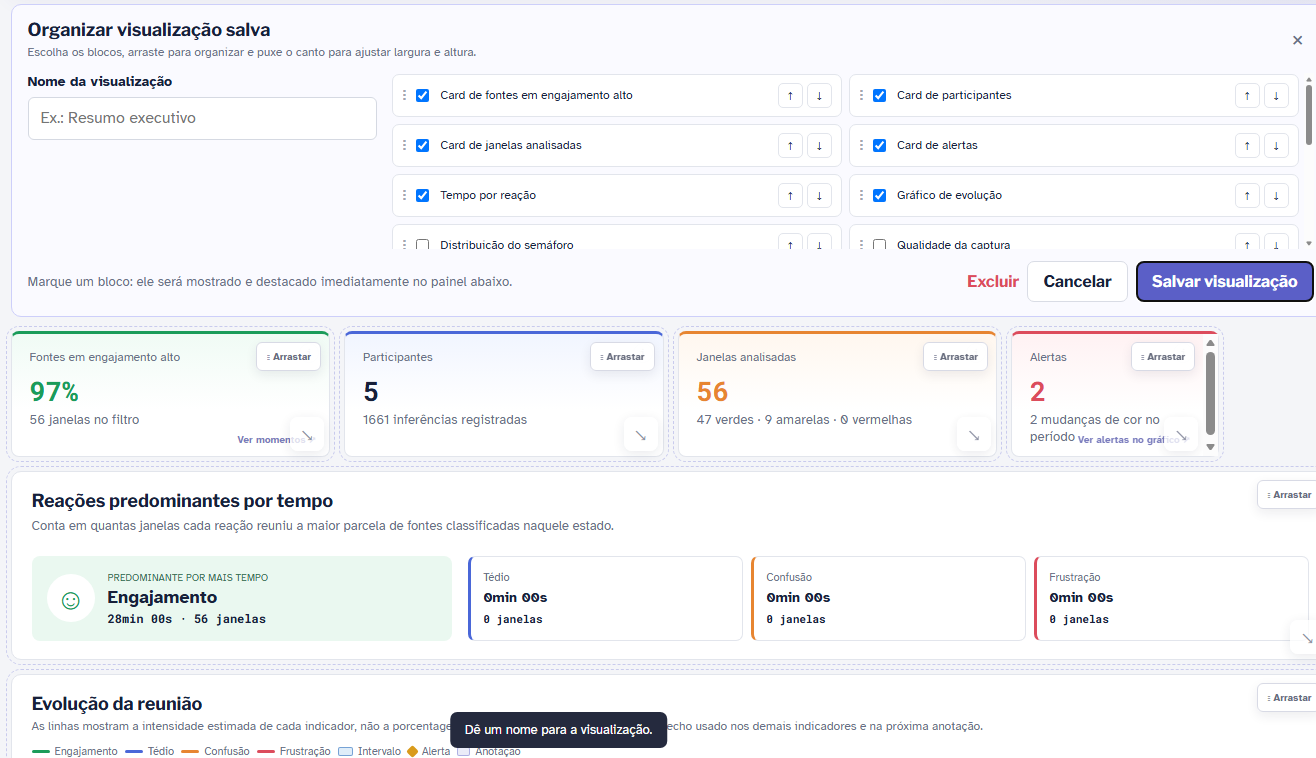 Organizar visualização salva
Escolha os blocos, arraste para organizar e puxe o canto para ajustar largura e altura.
×
Nome da visualização
Ex.: Resumo executivo
Card de fontes em engajamento alto ↑ ↓
Card de participantes ↑ ↓
Card de janelas analisadas ↑ ↓
Card de alertas ↑ ↓
Tempo por reação ↑ ↓
Gráfico de evolução ↑ ↓
Distribuição do semáforo ↑ ↓
Qualidade da captura ↑ ↓
Marque um bloco: ele será mostrado e destacado imediatamente no painel abaixo.
Excluir
Cancelar
Salvar visualização
Fontes em engajamento alto
Arrastar
97%
56 janelas no filtro
Ver momentos
Participantes
Arrastar
5
1661 inferências registradas
Janelas analisadas
Arrastar
56
47 verdes · 9 amarelas · 0 vermelhas
Alertas
Arrastar
2
2 mudanças de cor no
período
Ver alertas no gráfico
Reações predominantes por tempo
Arrastar
Conta em quantas janelas cada reação reuniu a maior parcela de fontes classificadas naquele estado.
PREDOMINANTE POR MAIS TEMPO
Engajamento
28min 00s · 56 janelas
Tédio
0min 00s
0 janelas
Confusão
0min 00s
0 janelas
Frustração
0min 00s
0 janelas
Evolução da reunião
Arrastar
As linhas mostram a intensidade estimada de cada indicador, não a
echo usado nos demais indicadores e na próxima anotação.
Dê um nome para a visualização.
Engajamento Tédio Confusão Frustração Intervalo Alerta Anotação